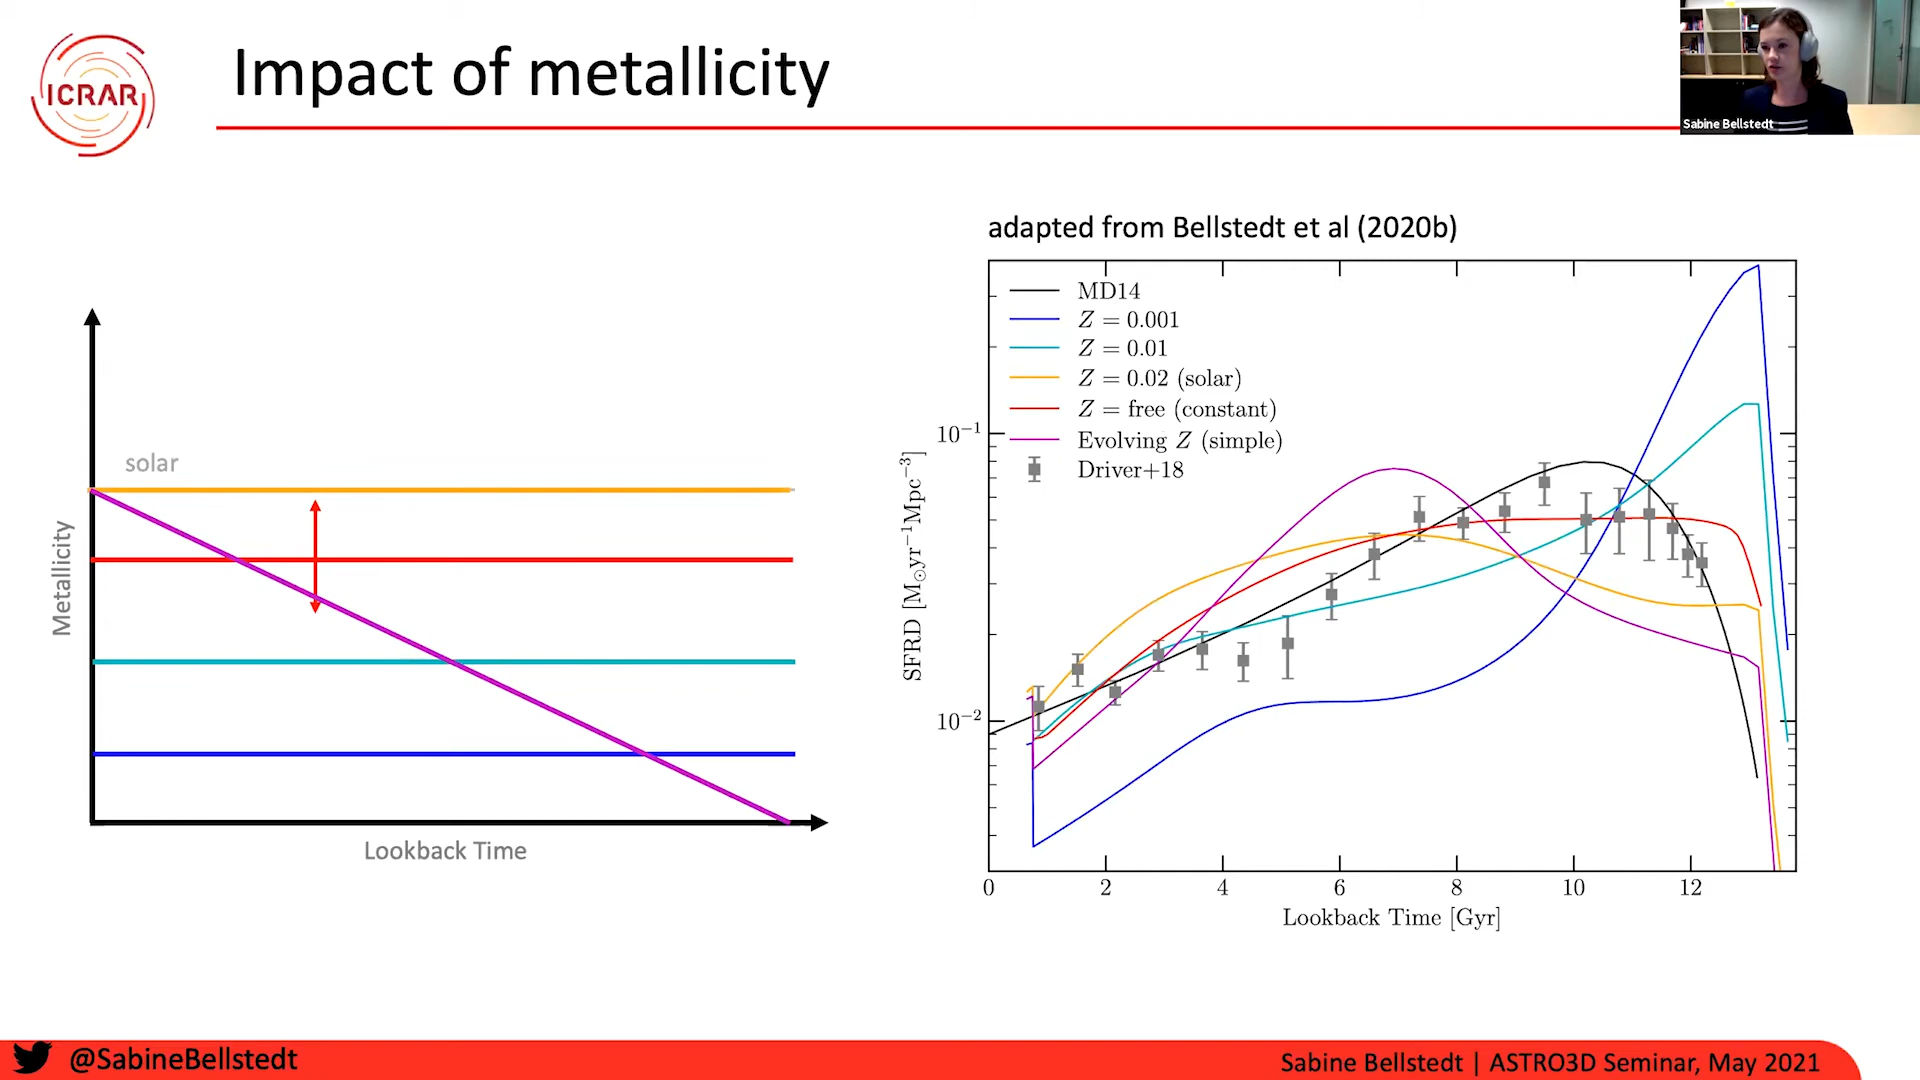 ICRAR
Impact of metallicity
Sabine Bellstedt
solar
Metallicity
Lookback Time
adapted from Bellstedt et al (2020b)
MD14
Z = 0.001
Z = 0.01
Z = 0.02 (solar)
Z = free (constant)
Evolving Z (simple)
Driver+18
10⁻¹
10⁻²
SFRD [M⊙yr⁻¹Mpc⁻³]
0 2 4 6 8 10 12
Lookback Time [Gyr]
@SabineBellstedt
Sabine Bellstedt | ASTRO3D Seminar, May 2021